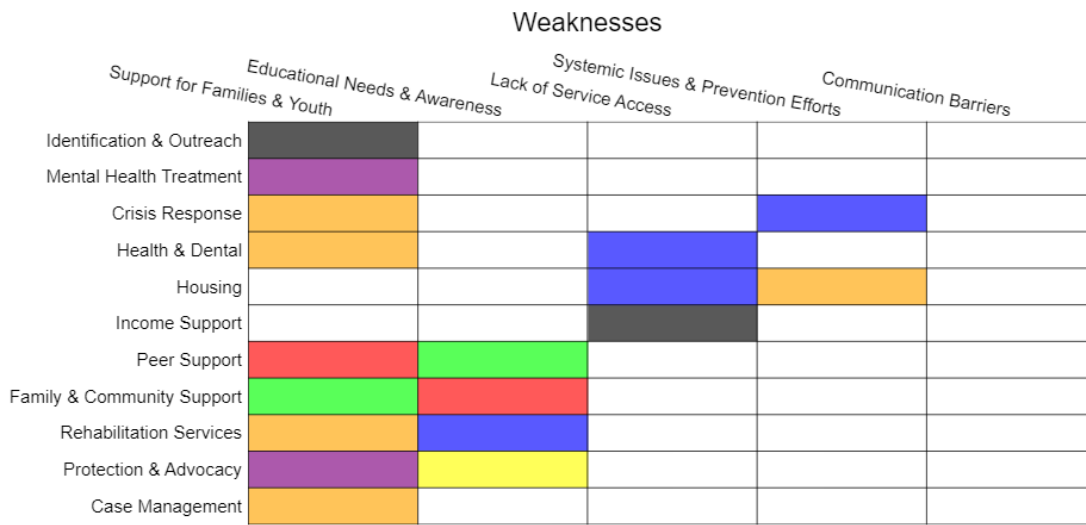 Weaknesses
Support for Families & Youth
Educational Needs & Awareness
Lack of Service Access
Systemic Issues & Prevention Efforts
Communication Barriers
Identification & Outreach
Mental Health Treatment
Crisis Response
Health & Dental
Housing
Income Support
Peer Support
Family & Community Support
Rehabilitation Services
Protection & Advocacy
Case Management